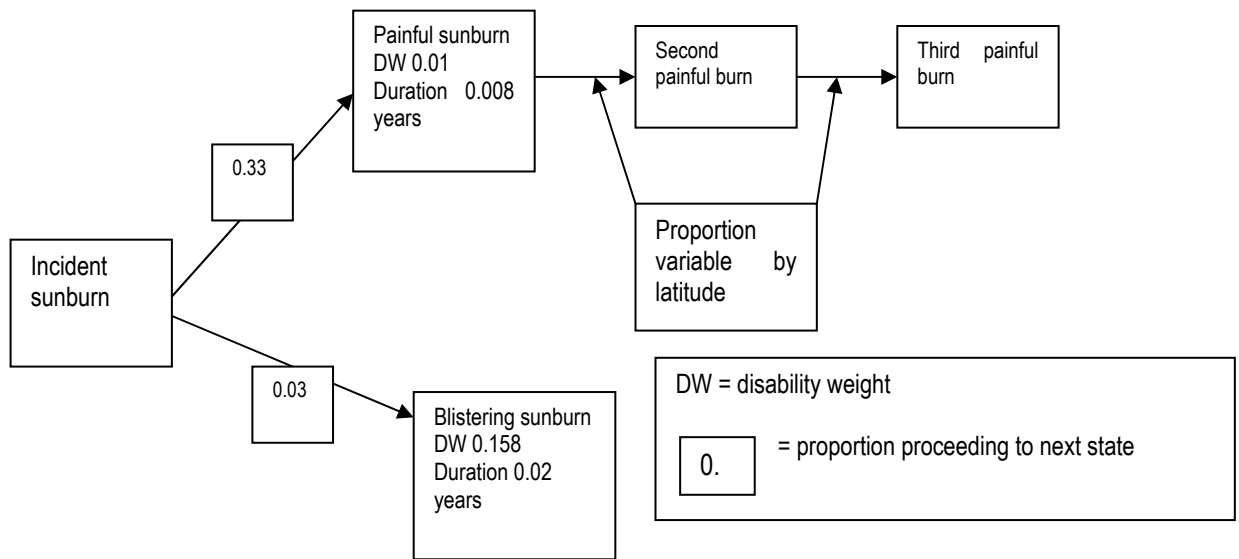 Painful sunburn
DW 0.01
Duration 0.008
years
Second
painful burn
Third painful
burn
0.33
Proportion
variable by
latitude
Incident
sunburn
0.03
Blistering sunburn
DW 0.158
Duration 0.02
years
DW = disability weight
0. = proportion proceeding to next state